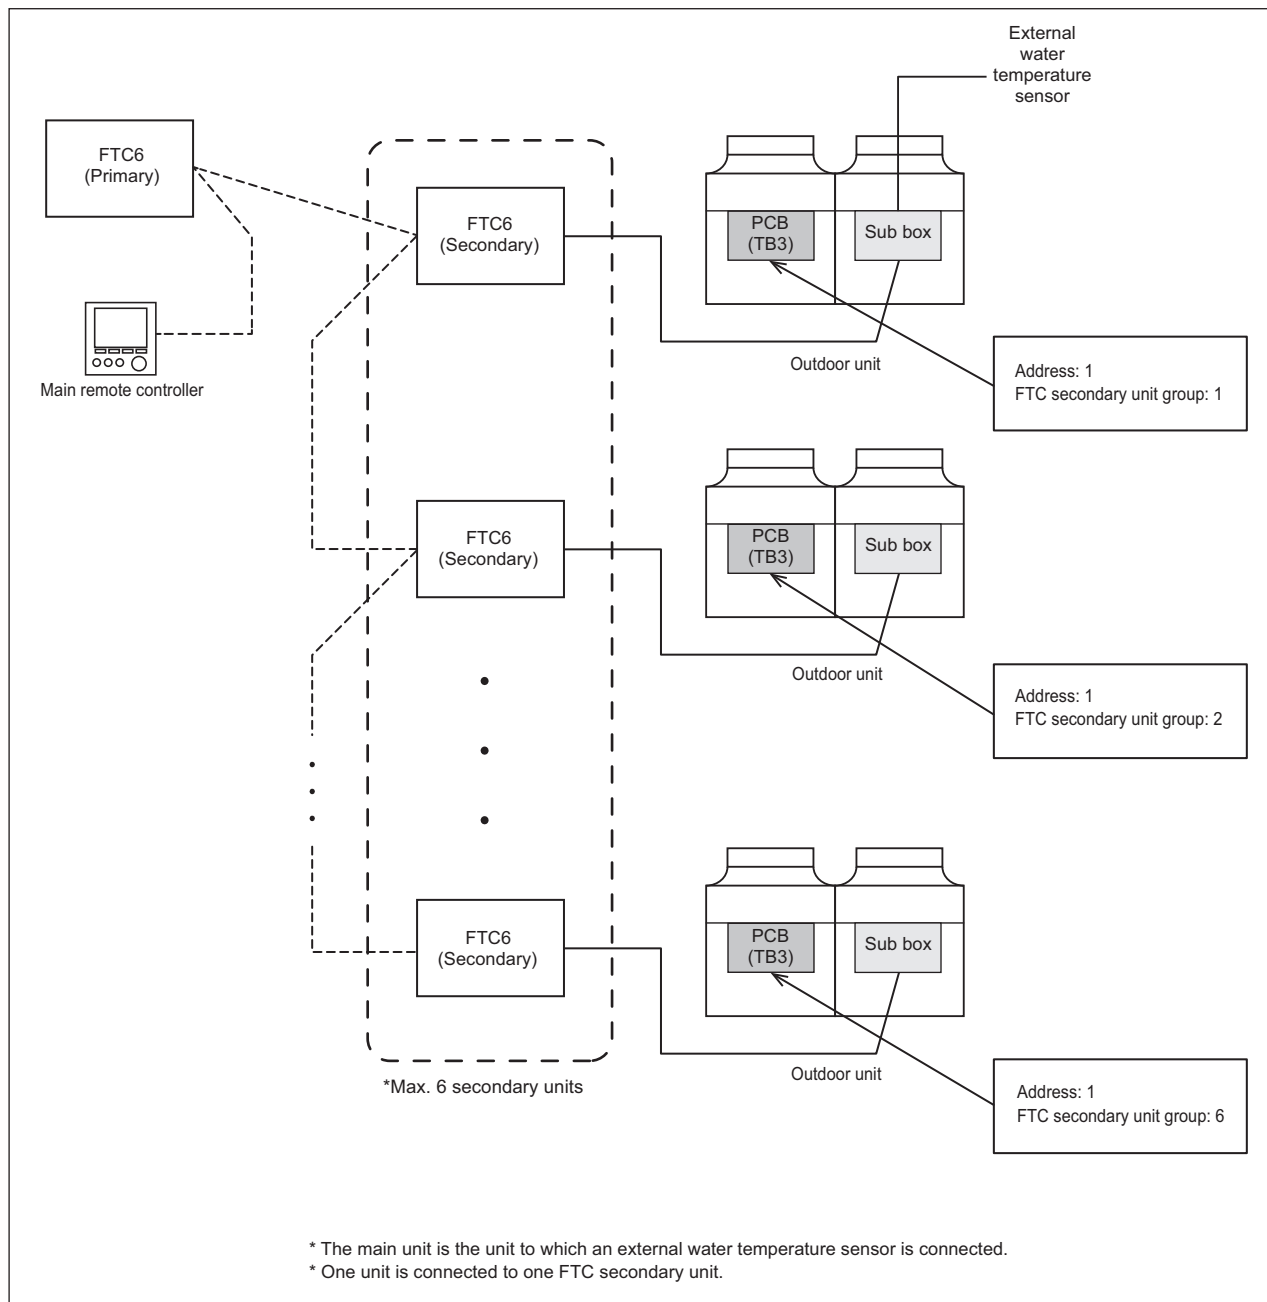 External
water
temperature
sensor
FTC6
(Primary)
FTC6
(Secondary)
PCB
(TB3)
Sub box
Main remote controller
Outdoor unit
Address: 1
FTC secondary unit group: 1
FTC6
(Secondary)
PCB
(TB3)
Sub box
Outdoor unit
Address: 1
FTC secondary unit group: 2
FTC6
(Secondary)
PCB
(TB3)
Sub box
Outdoor unit
*Max. 6 secondary units
Address: 1
FTC secondary unit group: 6
* The main unit is the unit to which an external water temperature sensor is connected.
* One unit is connected to one FTC secondary unit.